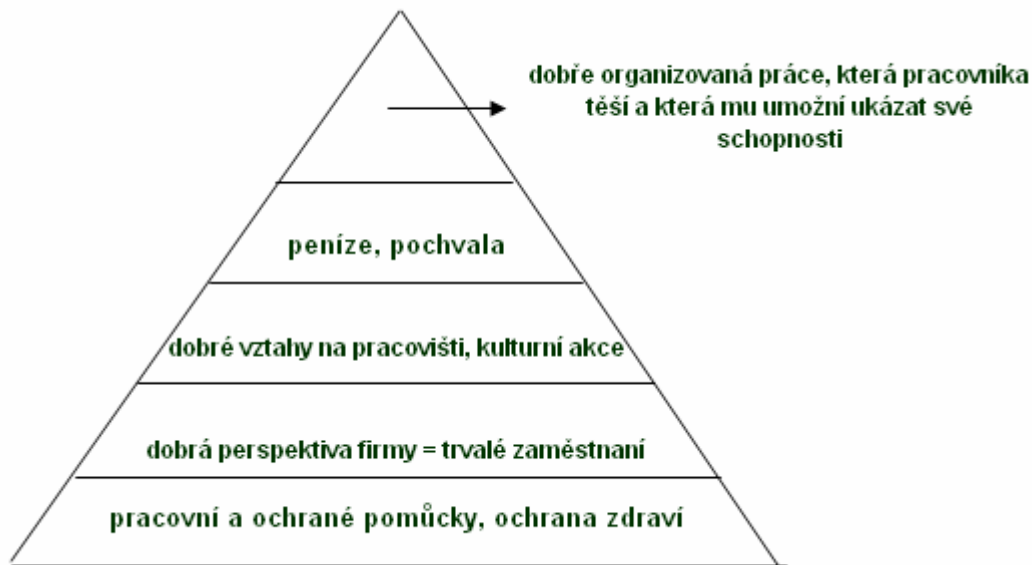 dobře organizovaná práce, která pracovníka
těší a která mu umožní ukázat své
schopnosti
peníze, pochvala
dobré vztahy na pracovišti, kulturní akce
dobrá perspektiva firmy = trvalé zaměstnaní
pracovní a ochrané pomůcky, ochrana zdraví